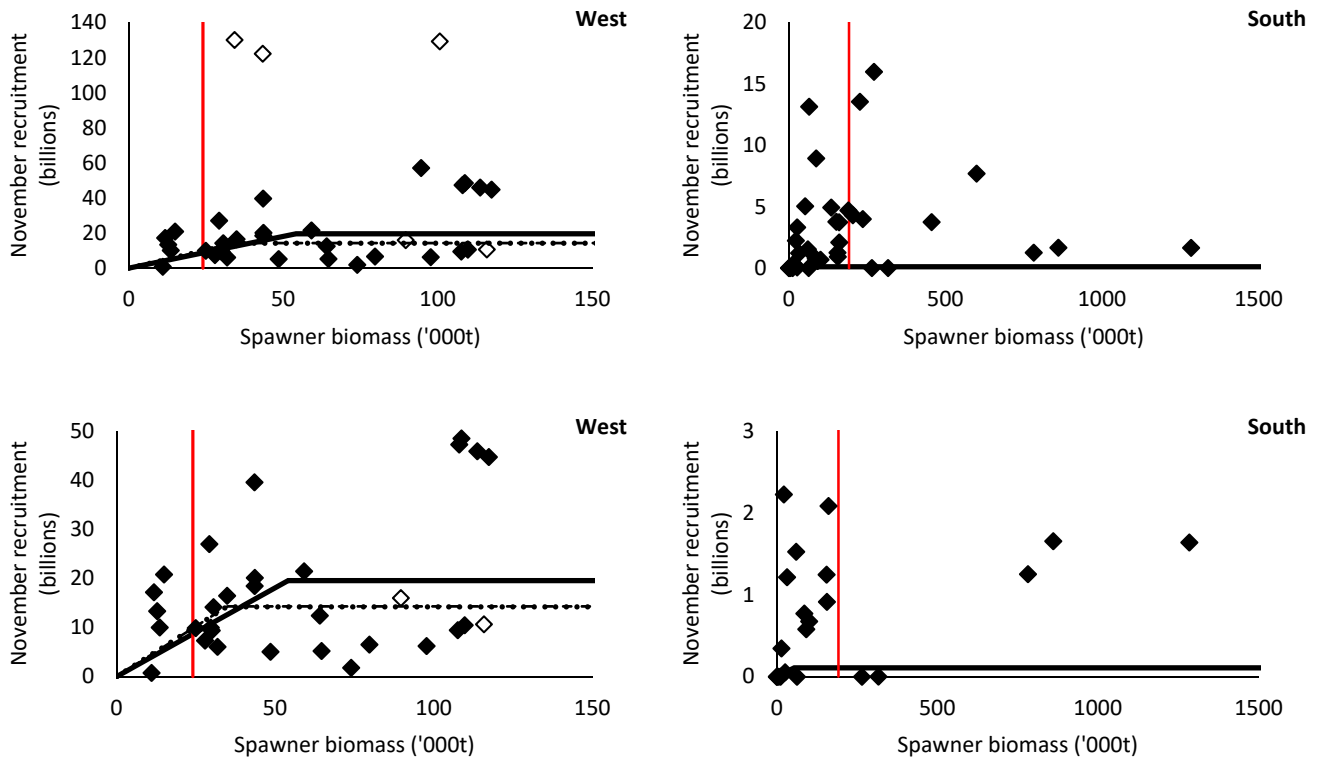 West
November recruitment
(billions)
140
120
100
80
60
40
20
0
0 50 100 150
Spawner biomass ('000t)
South
November recruitment
(billions)
20
15
10
5
0
0 500 1000 1500
Spawner biomass ('000t)
West
November recruitment
(billions)
50
40
30
20
10
0
0 50 100 150
Spawner biomass ('000t)
South
November recruitment
(billions)
3
2
1
0
0 500 1000 1500
Spawner biomass ('000t)